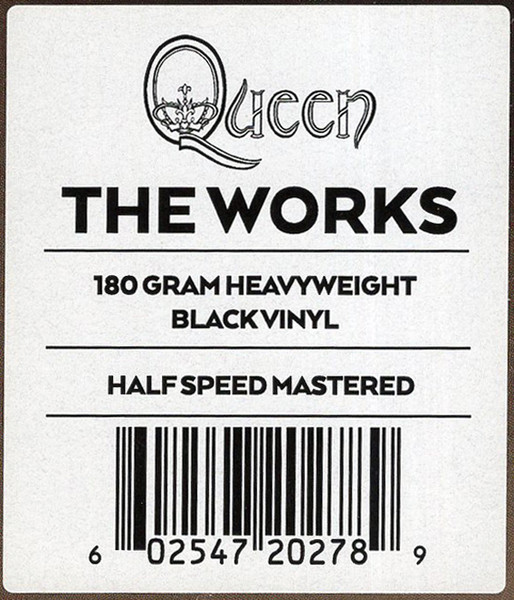 Queen
THE WORKS
180 GRAM HEAVYWEIGHT
BLACK VINYL
HALF SPEED MASTERED
6 02547 20278 9